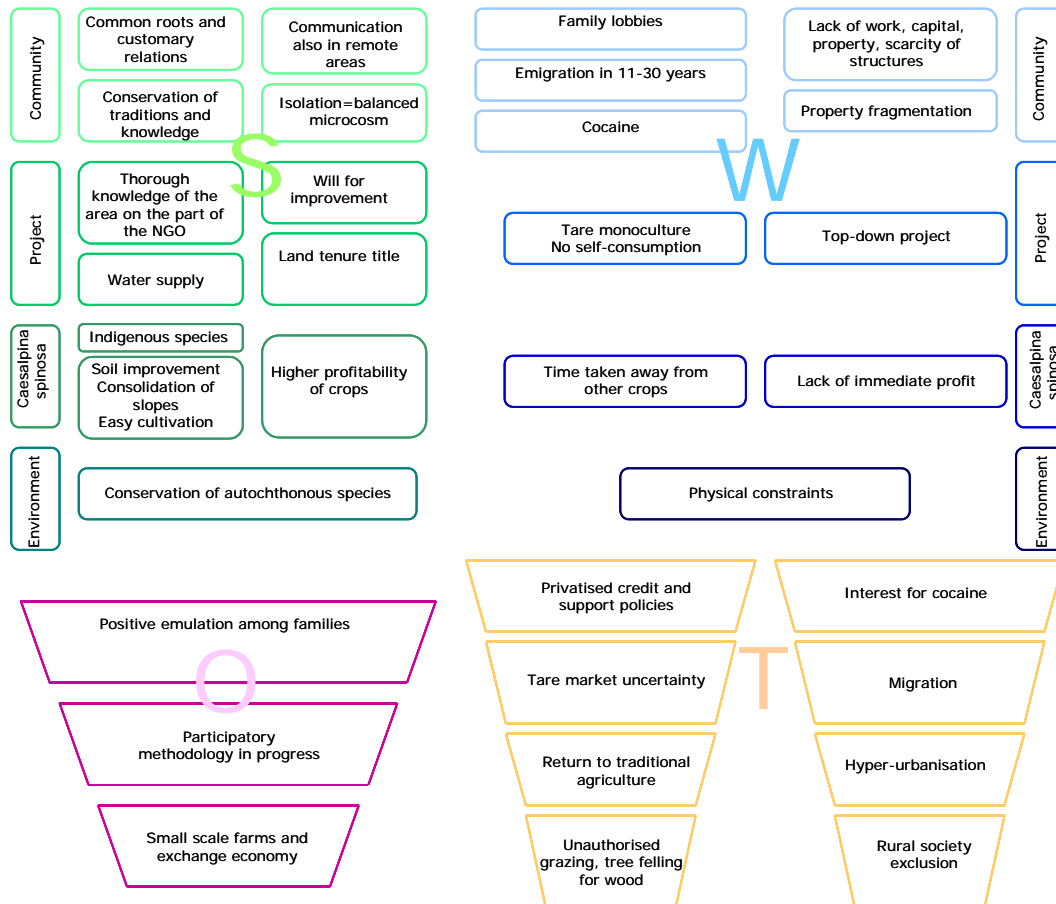 Community
Common roots and
customary
relations
Communication
also in remote
areas
Conservation of
traditions and
knowledge
Isolation=balanced
microcosm
S
Project
Thorough
knowledge of the
area on the part of
the NGO
Will for
improvement
Water supply
Land tenure title
Caesalpina
spinosa
Indigenous species
Soil improvement
Consolidation of
slopes
Easy cultivation
Higher profitability
of crops
Environment
Conservation of autochthonous species
Family lobbies
Emigration in 11-30 years
Cocaine
Lack of work, capital,
property, scarcity of
structures
Property fragmentation
Community
W
Tare monoculture
No self-consumption
Top-down project
Project
Time taken away from
other crops
Lack of immediate profit
Caesalpina
spinosa
Physical constraints
Environment
Positive emulation among families
O
Participatory
methodology in progress
Small scale farms and
exchange economy
Privatised credit and
support policies
Interest for cocaine
T
Tare market uncertainty
Migration
Return to traditional
agriculture
Hyper-urbanisation
Unauthorised
grazing, tree felling
for wood
Rural society
exclusion